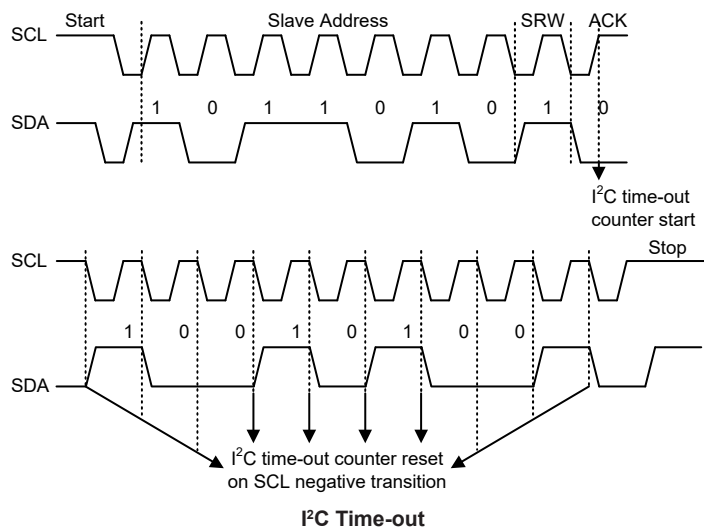 Start Slave Address SRW ACK
SCL
1 0 1 1 0 1 0 1 0
SDA
I²C time-out
counter start
Stop
SCL
1 0 0 1 0 1 0 0
SDA
I²C time-out counter reset
on SCL negative transition
I²C Time-out